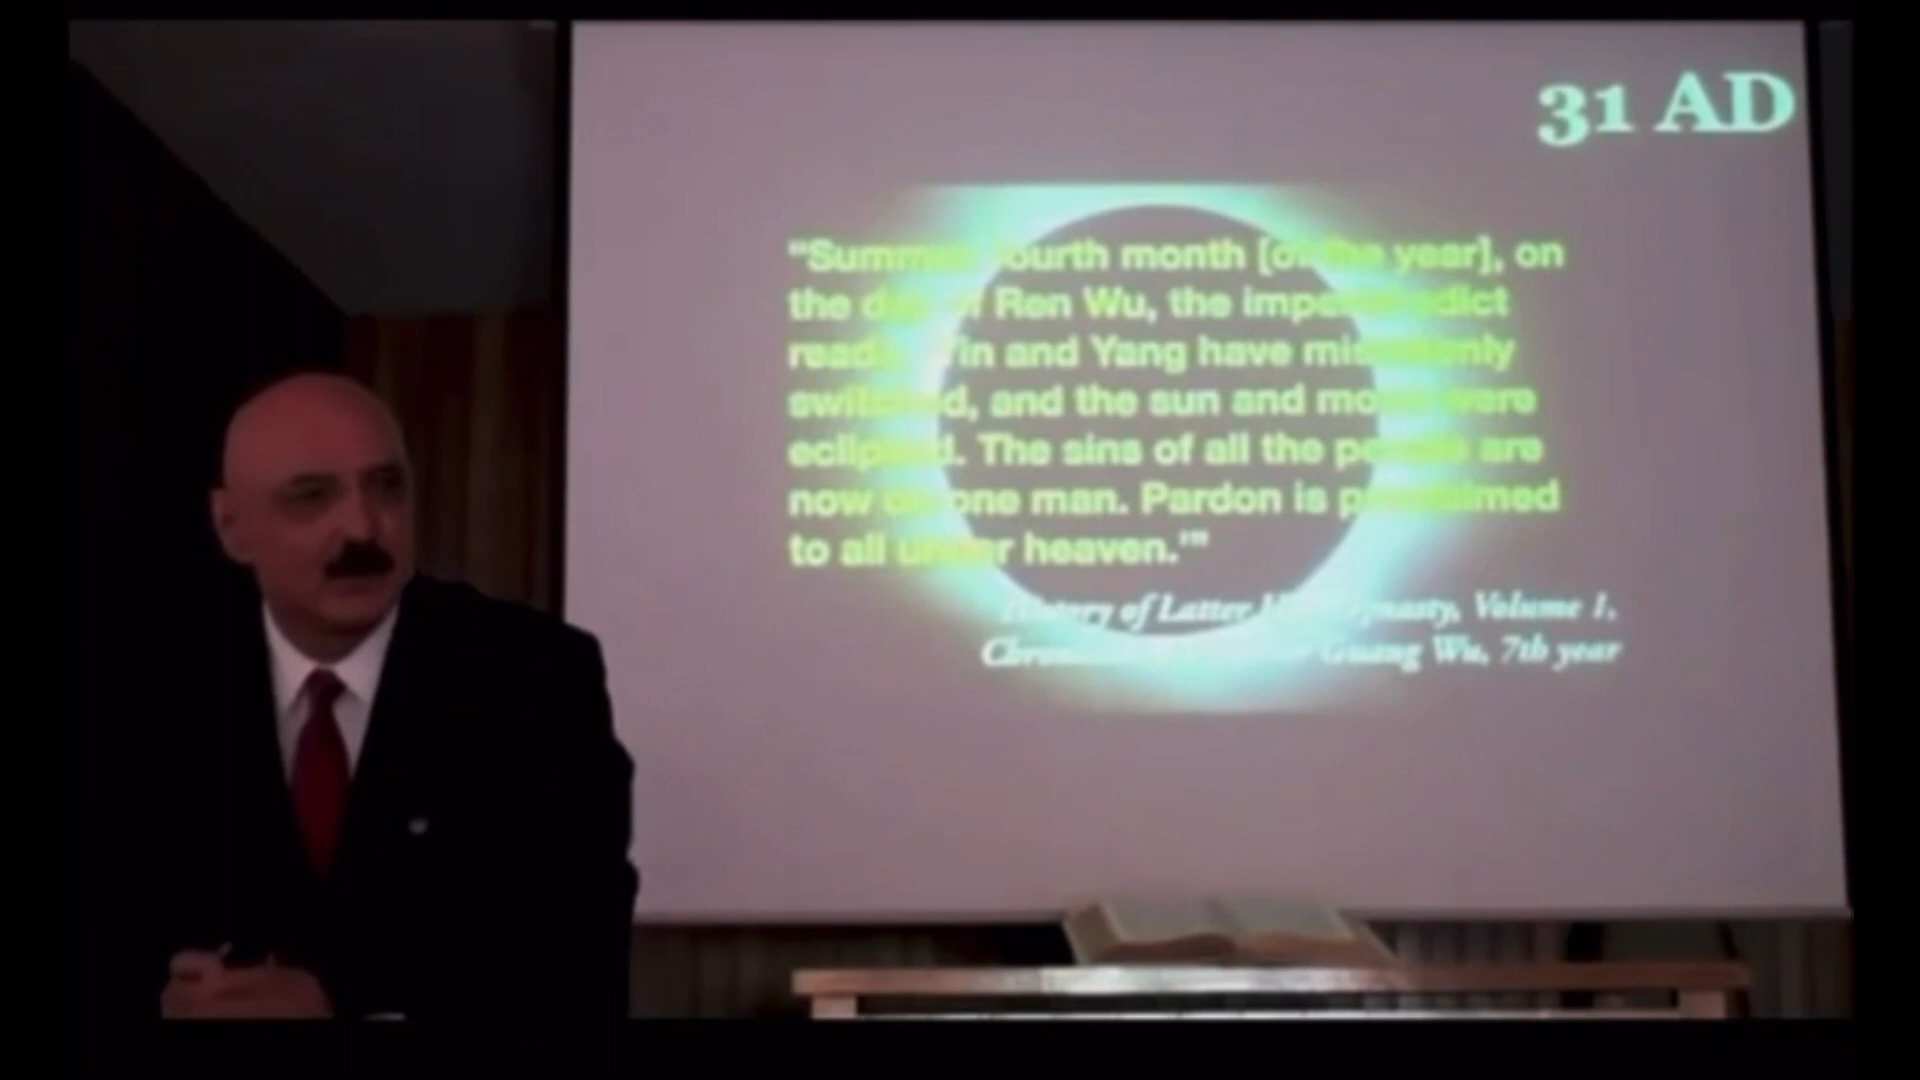 31 AD
“Summer, fourth month [of the year], on
the day of Ren Wu, the imperial edict
reads, Yin and Yang have mistakenly
switched, and the sun and moon were
eclipsed. The sins of all the people are
now on one man. Pardon is proclaimed
to all under heaven.’”
History of Latter Han Dynasty, Volume 1,
Guang Wu, 7th year